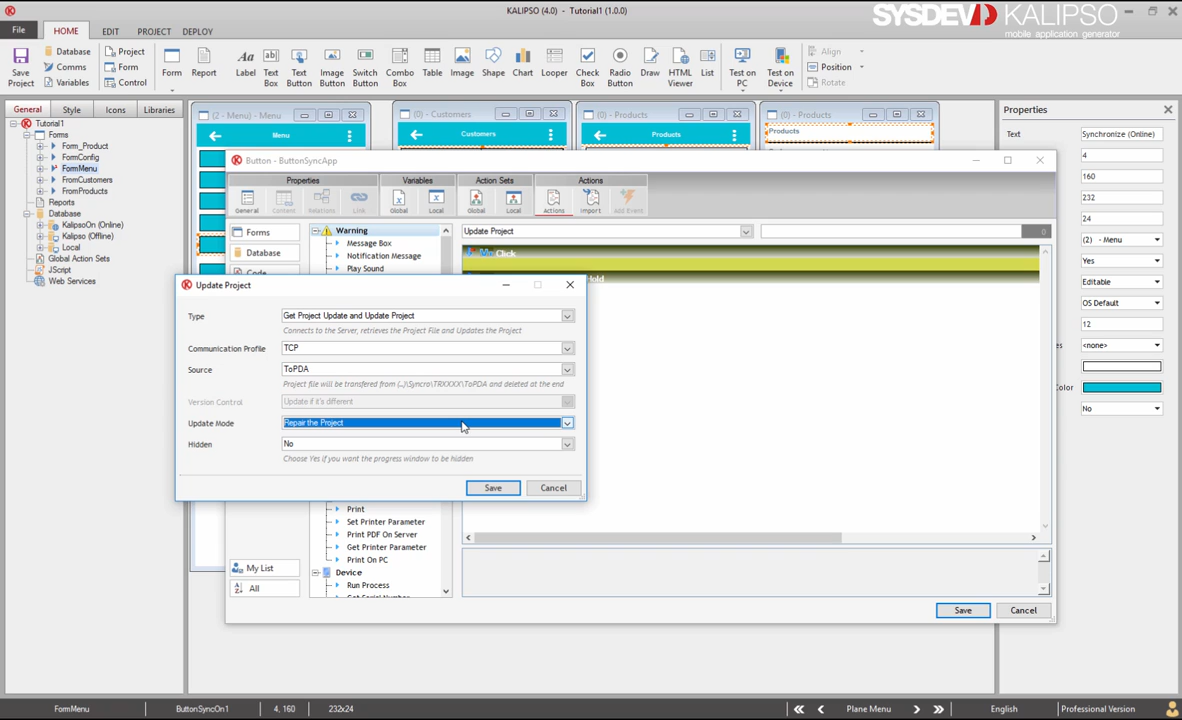 KALIPSO (4.0) - Tutorial1 (1.0.0)
SYSDEV KALIPSO
mobile application generator
File
HOME
EDIT
PROJECT
DEPLOY
Save Project
Database
Comms
Variables
Project
Form
Control
Form
Report
Label
Text Box
Text Button
Image Button
Switch Button
Combo Box
Table
Image
Shape
Chart
Looper
Check Box
Radio Button
Draw
HTML Viewer
List
Test on PC
Test on Device
Align
Position
Rotate
General
Style
Icons
Libraries
Tutorial1
Forms
Form_Product
FormConfig
FormMenu
FromCustomers
FormProducts
Reports
Database
KalipsoOn (Online)
Kalipso (Offline)
Local
Global Action Sets
JScript
Web Services
(2 - Menu) - Menu
Menu
(0) - Customers
Customers
(0) - Products
Products
(0) - Products
Products
Properties
Text
Synchronize (Online)
4
160
232
24
(2) - Menu
Yes
Editable
OS Default
12
<none>
Color
No
Button - ButtonSyncApp
Properties
Variables
Action Sets
Actions
General
Content
Relations
Link
Global
Local
Global
Local
Actions
Import
Add Event
Forms
Database
Code
My List
All
Warning
Message Box
Notification Message
Play Sound
Update Project
0
On Click
Hold
Update Project
Type
Get Project Update and Update Project
Connects to the Server, retrieves the Project File and Updates the Project
Communication Profile
TCP
Source
ToPDA
Project file will be transfered from (..)\Syncro\TRXXXX\ToPDA and deleted at the end
Version Control
Update if it's different
Update Mode
Repair the Project
Hidden
No
Choose Yes if you want the progress window to be hidden
Save
Cancel
Print
Set Printer Parameter
Print PDF On Server
Get Printer Parameter
Print On PC
Device
Run Process
Get Serial Number
Save
Cancel
FormMenu
ButtonSyncOn1
4, 160
232x24
Plane Menu
English
Professional Version